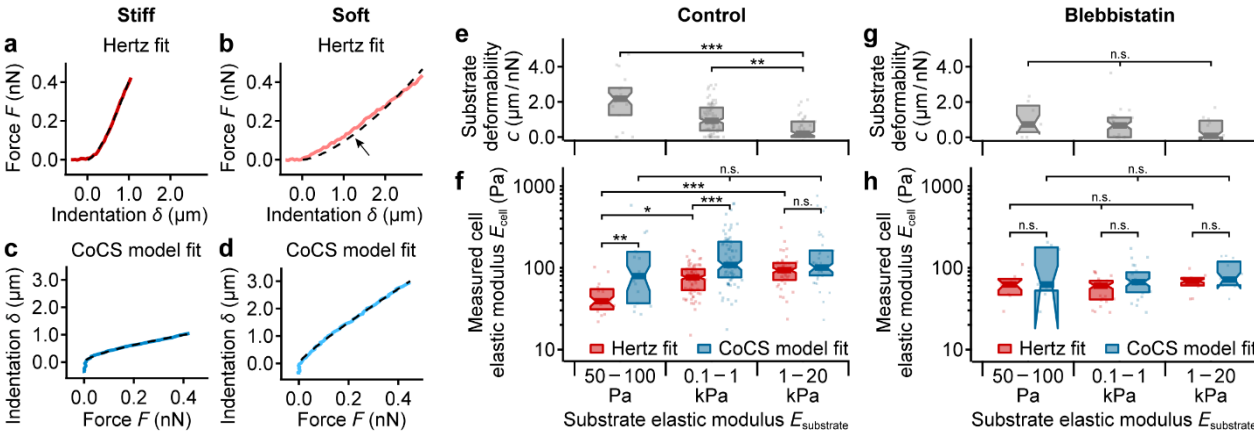 Stiff
Soft
Control
Blebbistatin
a
Hertz fit
Force F (nN)
0.4
0.2
0.0
0.0 1.0 2.0
Indentation δ (µm)
b
Hertz fit
Force F (nN)
0.4
0.2
0.0
0.0 1.0 2.0
Indentation δ (µm)
c
CoCS model fit
Indentation δ (µm)
3.0
2.0
1.0
0.0
0.0 0.2 0.4
Force F (nN)
d
CoCS model fit
Indentation δ (µm)
3.0
2.0
1.0
0.0
0.0 0.2 0.4
Force F (nN)
e
Substrate
deformability
c (µm/nN)
4.0
2.0
0.0
***
**
f
Measured cell
elastic modulus Ecell (Pa)
1000
100
10
n.s.
***
* *** n.s.
**
Hertz fit CoCS model fit
50–100
Pa
0.1–1
kPa
1–20
kPa
Substrate elastic modulus Esubstrate
g
Substrate
deformability
c (µm/nN)
4.0
2.0
0.0
n.s.
h
Measured cell
elastic modulus Ecell (Pa)
1000
100
10
n.s.
n.s.
n.s. n.s. n.s.
Hertz fit CoCS model fit
50–100
Pa
0.1–1
kPa
1–20
kPa
Substrate elastic modulus Esubstrate